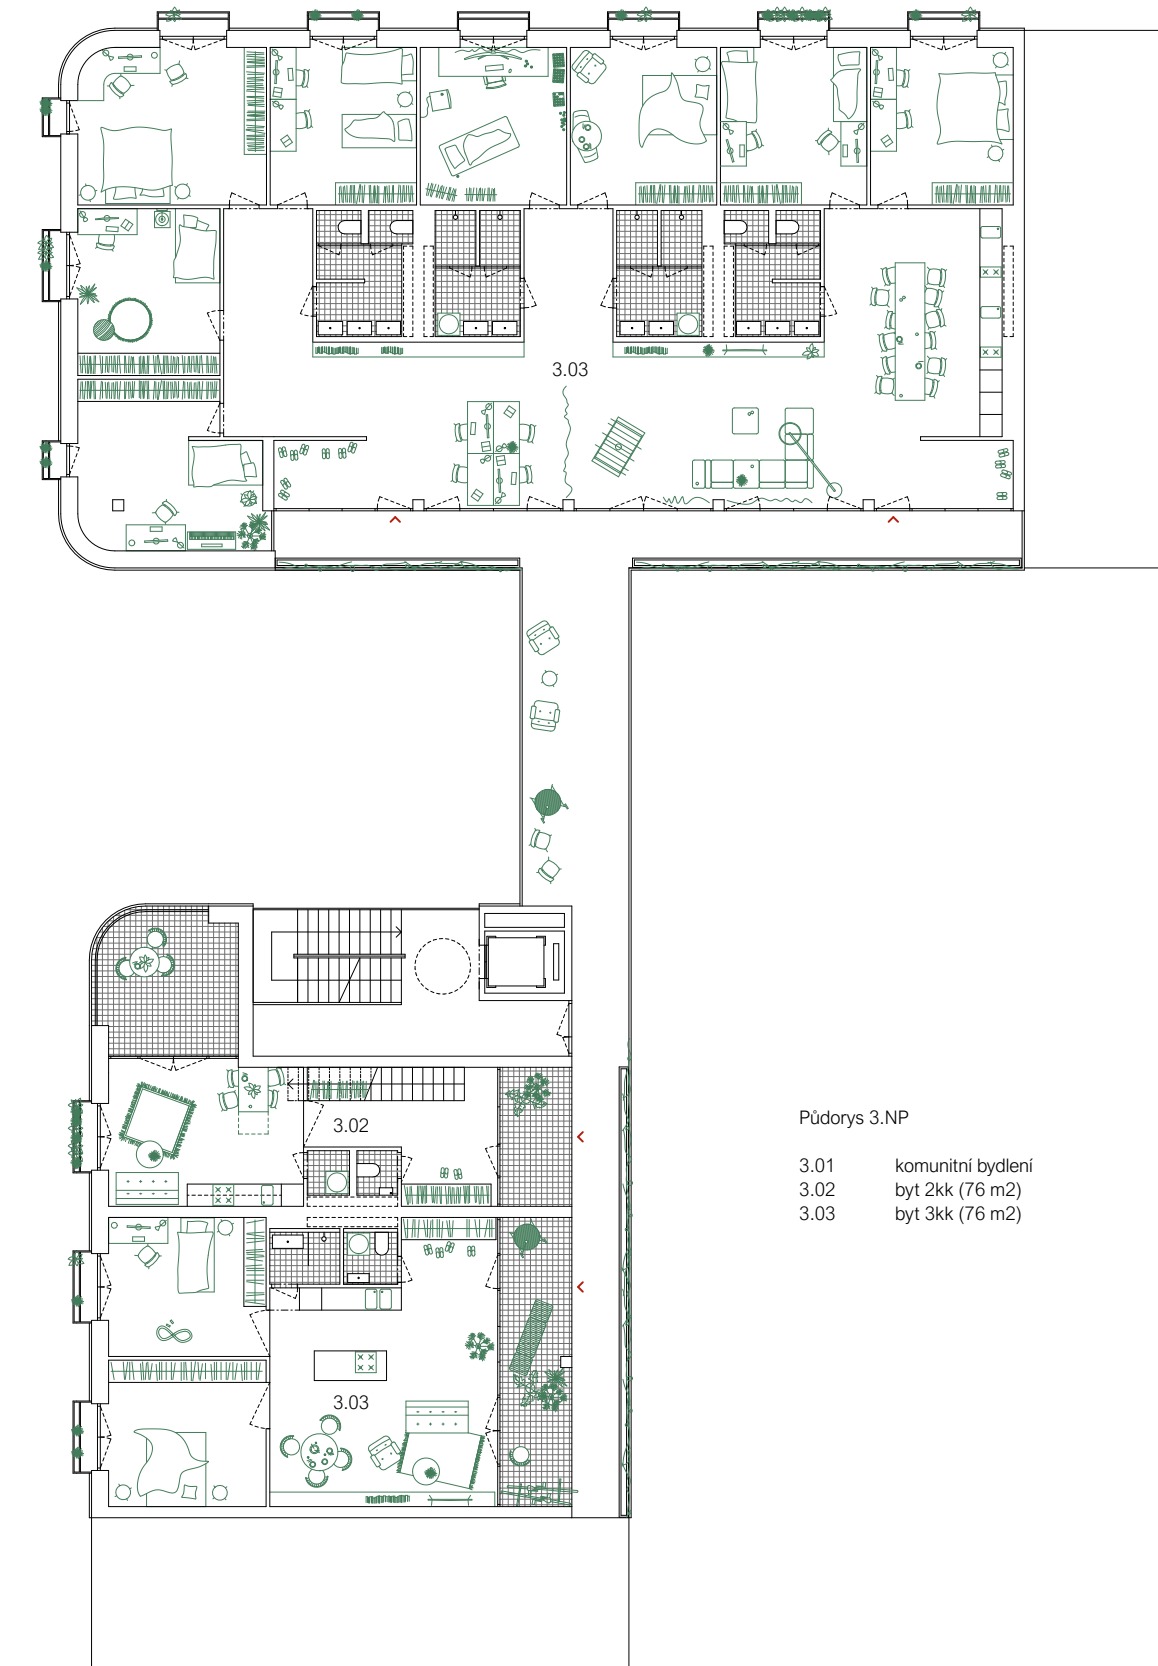 3.03
3.02
3.03
Půdorys 3.NP
3.01 komunitní bydlení
3.02 byt 2kk (76 m2)
3.03 byt 3kk (76 m2)